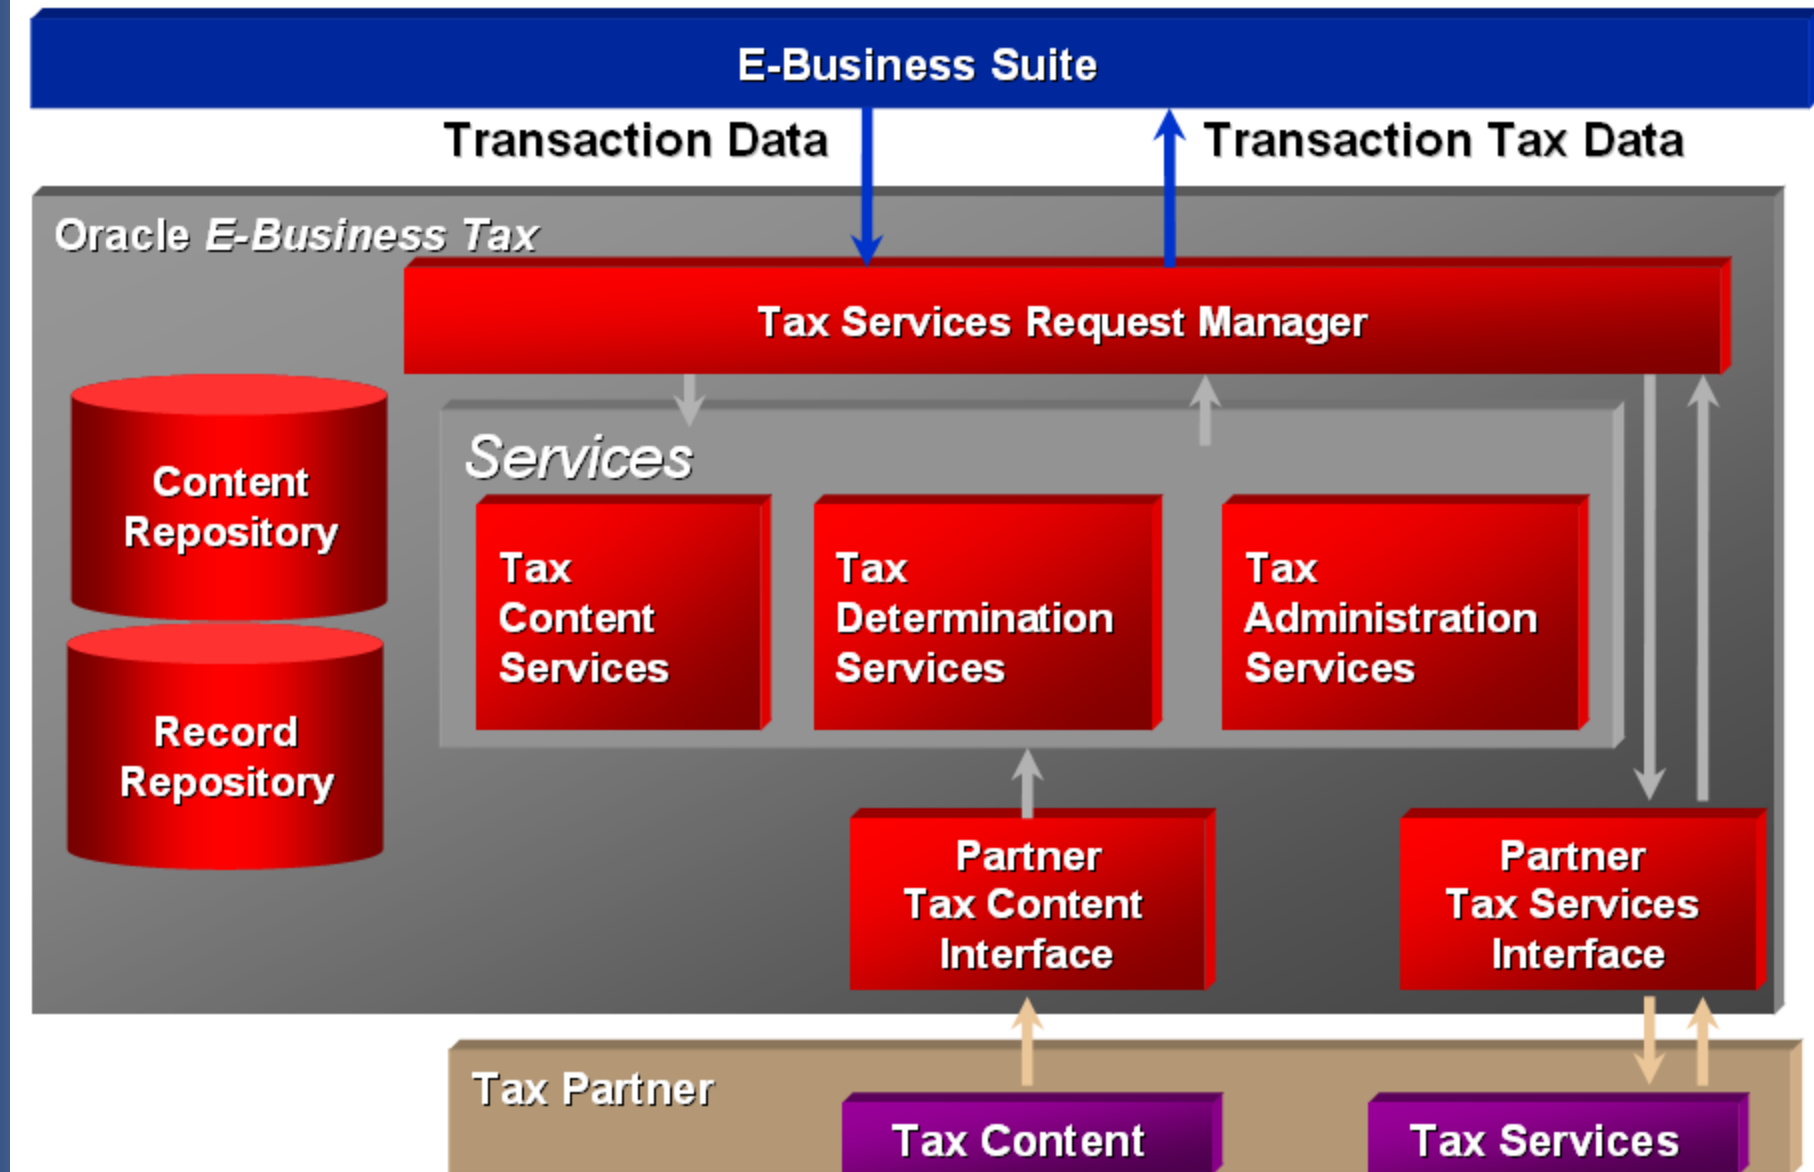 E-Business Suite
Transaction Data
Transaction Tax Data
Oracle E-Business Tax
Tax Services Request Manager
Content
Repository
Record
Repository
Services
Tax
Content
Services
Tax
Determination
Services
Tax
Administration
Services
Partner
Tax Content
Interface
Partner
Tax Services
Interface
Tax Partner
Tax Content
Tax Services